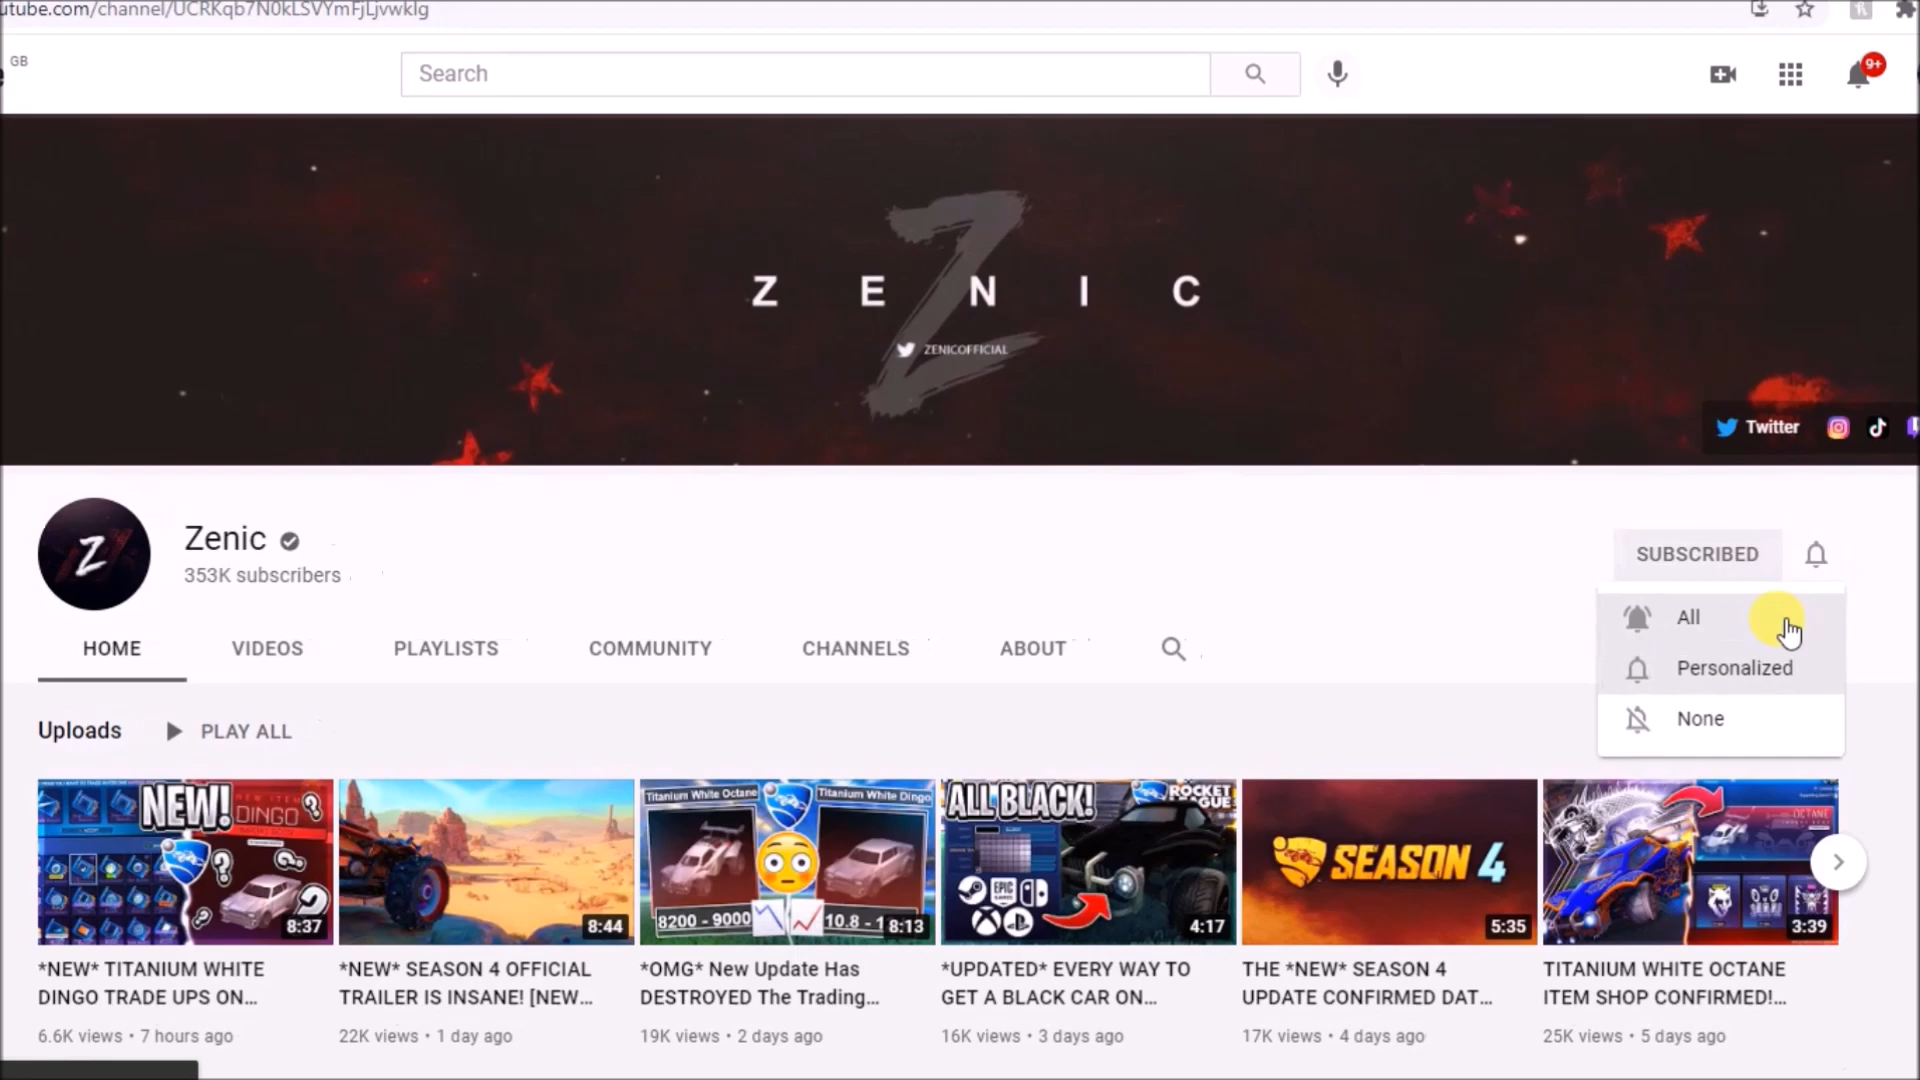 utube.com/channel/UCRKqb7N0kLSVYmFjLjvwklg
GB
Search
9+
Z E N I C
ZENICOFFICIAL
Twitter
Zenic
353K subscribers
SUBSCRIBED
All
Personalized
None
HOME VIDEOS PLAYLISTS COMMUNITY CHANNELS ABOUT
Uploads PLAY ALL
NEW!
DINGO
8:37
8:44
Titanium White Octane Titanium White Dingo
8200 - 9000 10.8 - 1
8:13
ALL BLACK!
ROCKET
EPIC
4:17
SEASON 4
5:35
OCTANE
3:39
*NEW* TITANIUM WHITE
DINGO TRADE UPS ON...
6.6K views • 7 hours ago
*NEW* SEASON 4 OFFICIAL
TRAILER IS INSANE! [NEW...
22K views • 1 day ago
*OMG* New Update Has
DESTROYED The Trading...
19K views • 2 days ago
*UPDATED* EVERY WAY TO
GET A BLACK CAR ON...
16K views • 3 days ago
THE *NEW* SEASON 4
UPDATE CONFIRMED DAT...
17K views • 4 days ago
TITANIUM WHITE OCTANE
ITEM SHOP CONFIRMED!...
25K views • 5 days ago